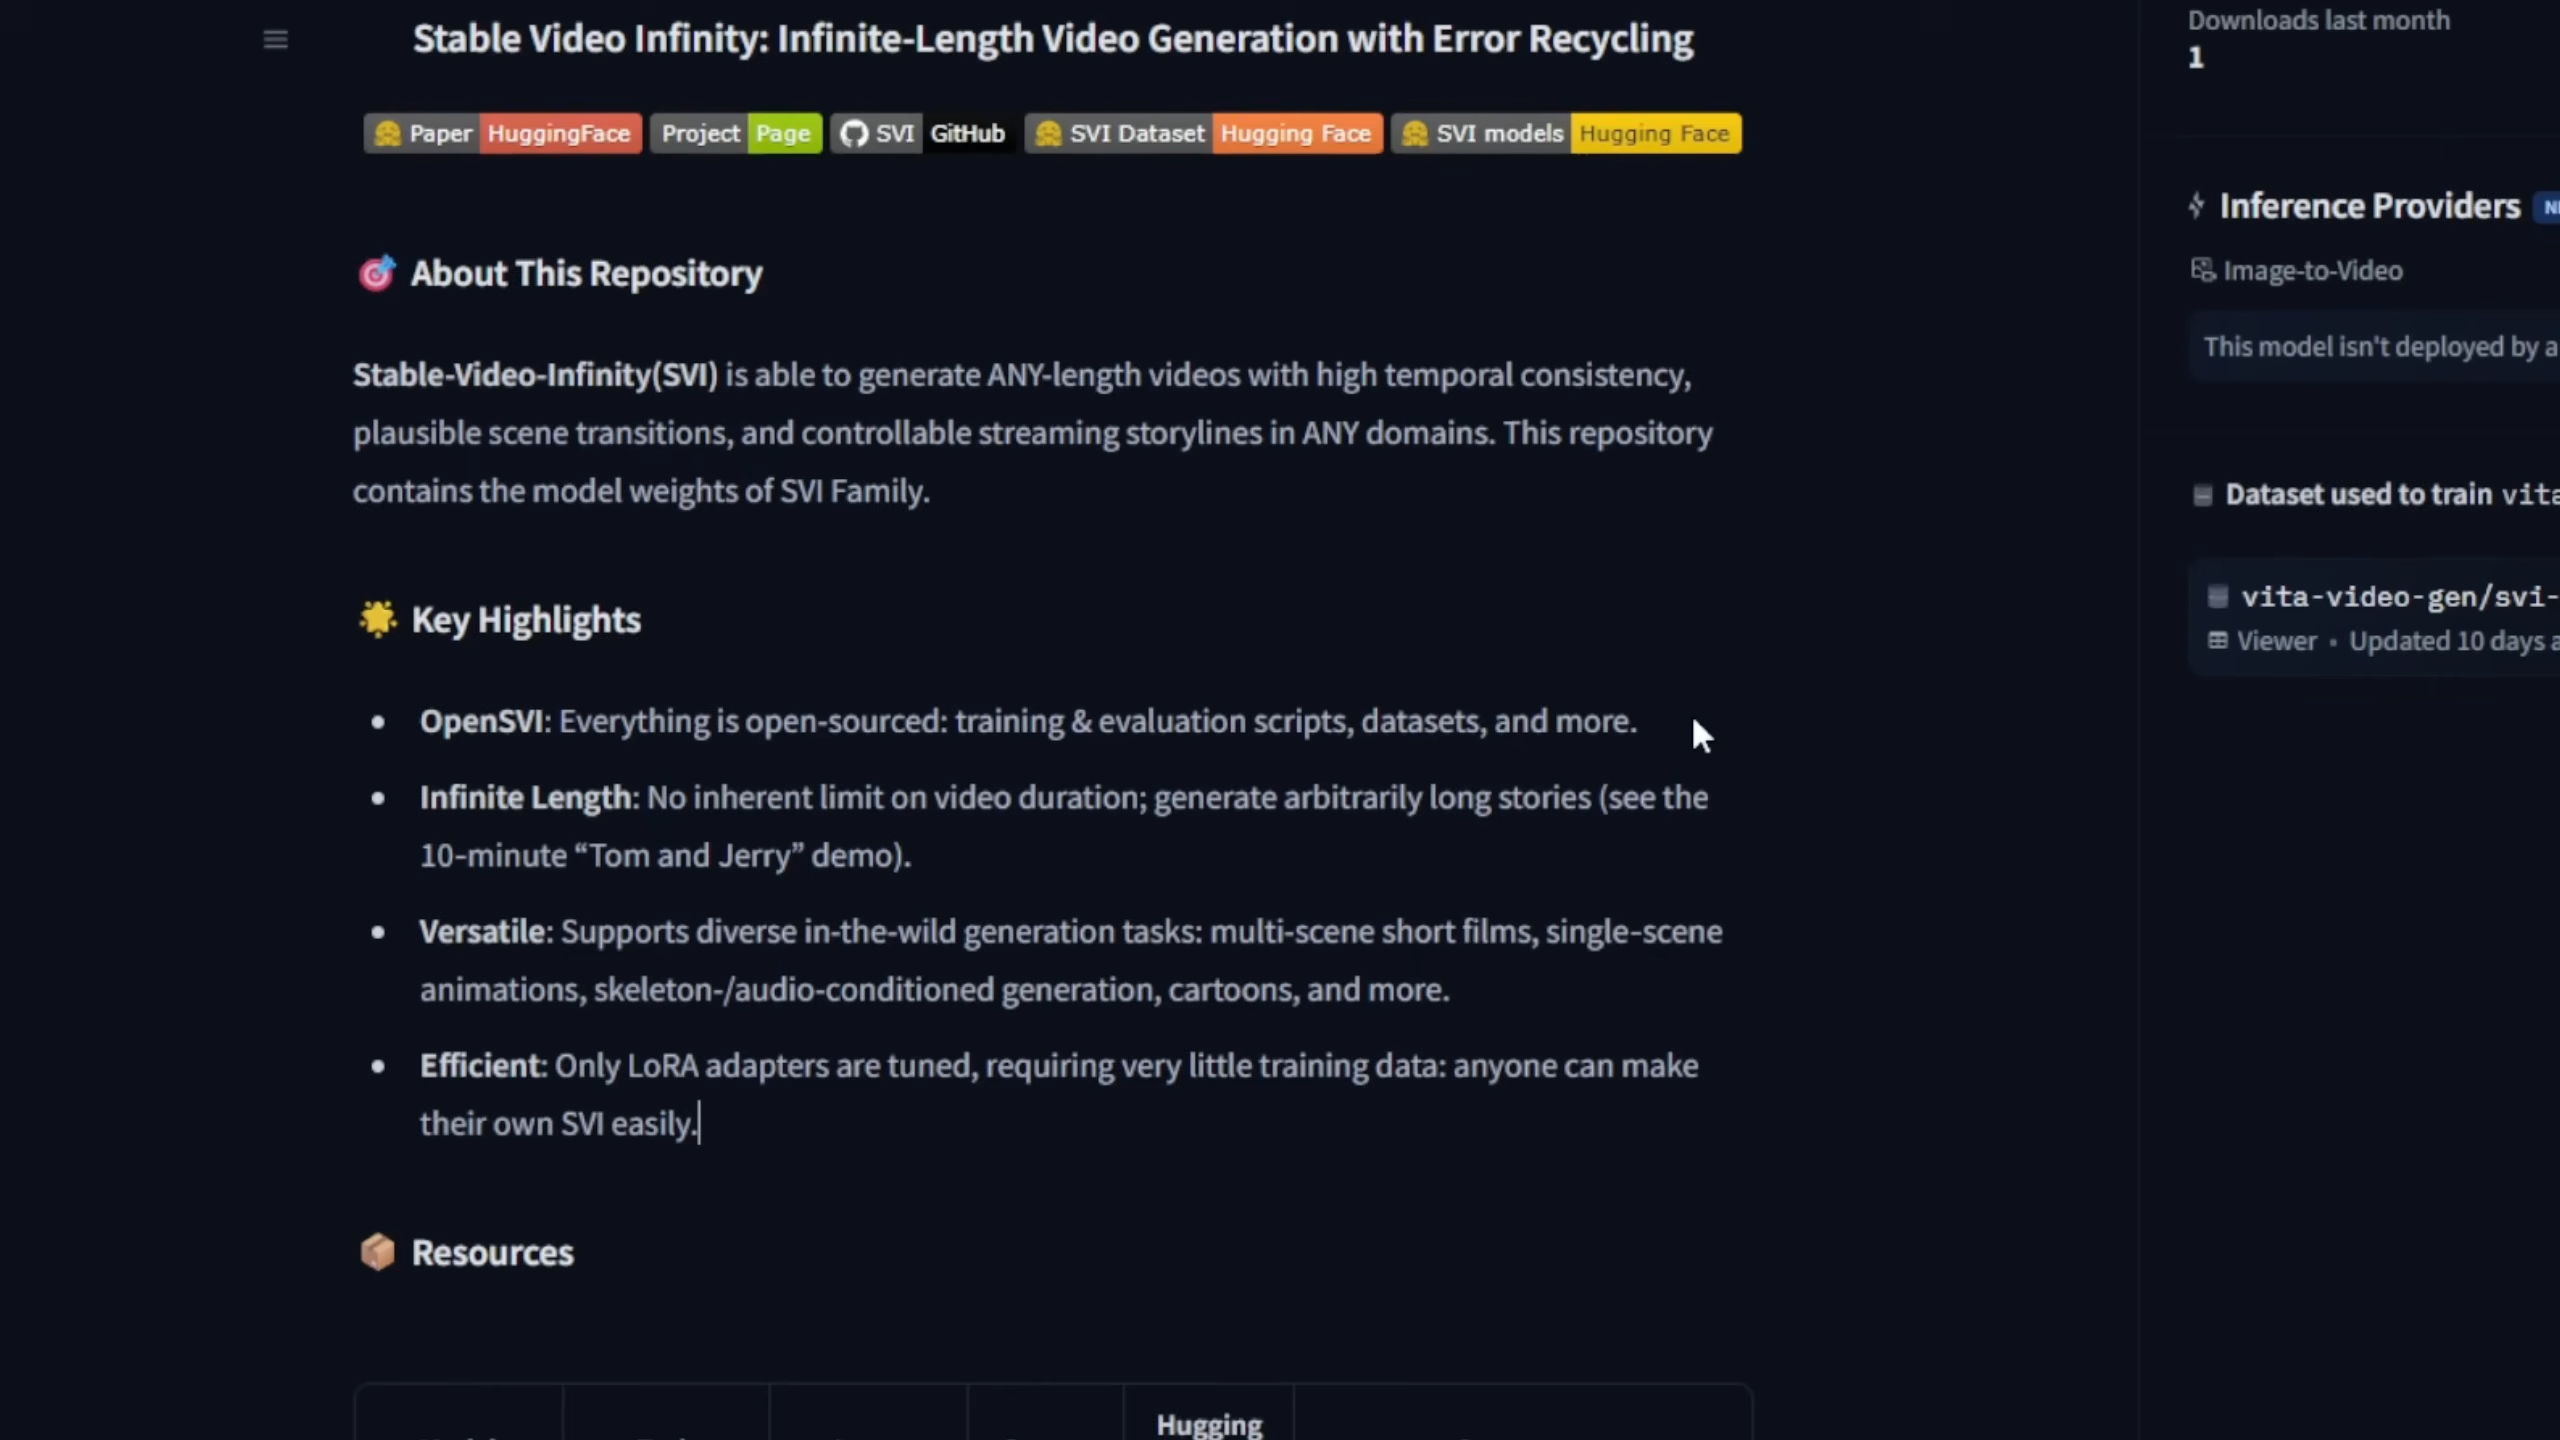 Stable Video Infinity: Infinite-Length Video Generation with Error Recycling
Paper HuggingFace Project Page SVI GitHub SVI Dataset Hugging Face SVI models Hugging Face
About This Repository
Stable-Video-Infinity(SVI) is able to generate ANY-length videos with high temporal consistency,
plausible scene transitions, and controllable streaming storylines in ANY domains. This repository
contains the model weights of SVI Family.
Key Highlights
• OpenSVI: Everything is open-sourced: training & evaluation scripts, datasets, and more.
• Infinite Length: No inherent limit on video duration; generate arbitrarily long stories (see the
10-minute “Tom and Jerry” demo).
• Versatile: Supports diverse in-the-wild generation tasks: multi-scene short films, single-scene
animations, skeleton-/audio-conditioned generation, cartoons, and more.
• Efficient: Only LoRA adapters are tuned, requiring very little training data: anyone can make
their own SVI easily.
Resources
Hugging
Downloads last month
1
Inference Providers
Image-to-Video
This model isn't deployed by a
Dataset used to train vita
vita-video-gen/svi-
Viewer • Updated 10 days a